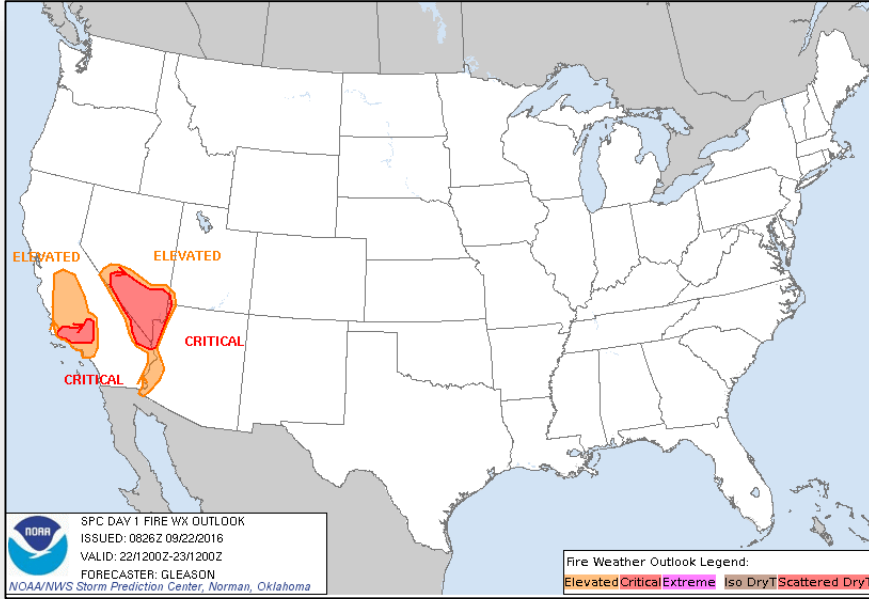 ELEVATED
ELEVATED
CRITICAL
CRITICAL
NOAA
SPC DAY 1 FIRE WX OUTLOOK
ISSUED: 0826Z 09/22/2016
VALID: 22/1200Z-23/1200Z
FORECASTER: GLEASON
NOAA/NWS Storm Prediction Center, Norman, Oklahoma
Fire Weather Outlook Legend:
Elevated Critical Extreme Iso DryT Scattered DryT